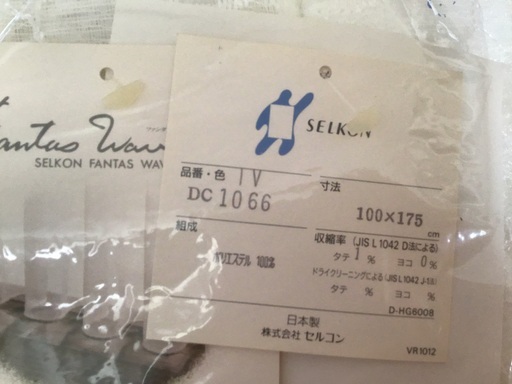 Fantas Wav
SELKON FANTAS WAV
SELKON
品番・色 IV
DC1066
寸法
100×175
cm
組成
ポリエステル 100%
収縮率 (JIS L 1042 D法による)
タテ 1 % ヨコ 0 %
ドライクリーニングによる (JIS L 1042 J-1法)
タテ % ヨコ %
D-HG6008
日本製
株式会社 セルコン
VR1012